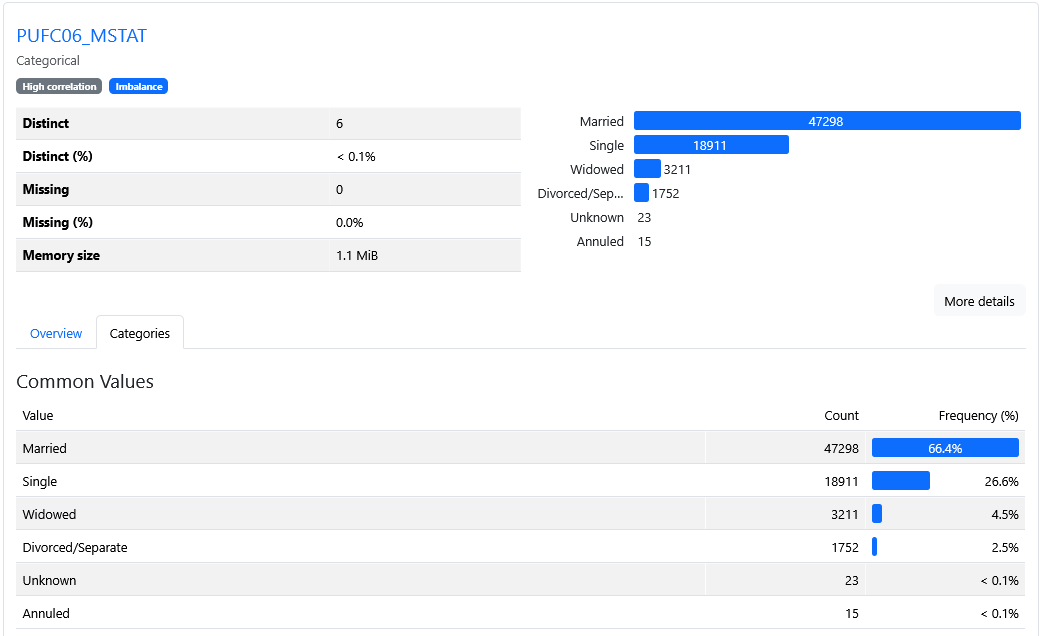 PUFC06_MSTAT
Categorical
High correlation Imbalance
Distinct 6
Distinct (%) < 0.1%
Missing 0
Missing (%) 0.0%
Memory size 1.1 MiB
Married 47298
Single 18911
Widowed 3211
Divorced/Sep... 1752
Unknown 23
Annuled 15
More details
Overview Categories
Common Values
Value Count Frequency (%)
Married 47298 66.4%
Single 18911 26.6%
Widowed 3211 4.5%
Divorced/Separate 1752 2.5%
Unknown 23 < 0.1%
Annuled 15 < 0.1%